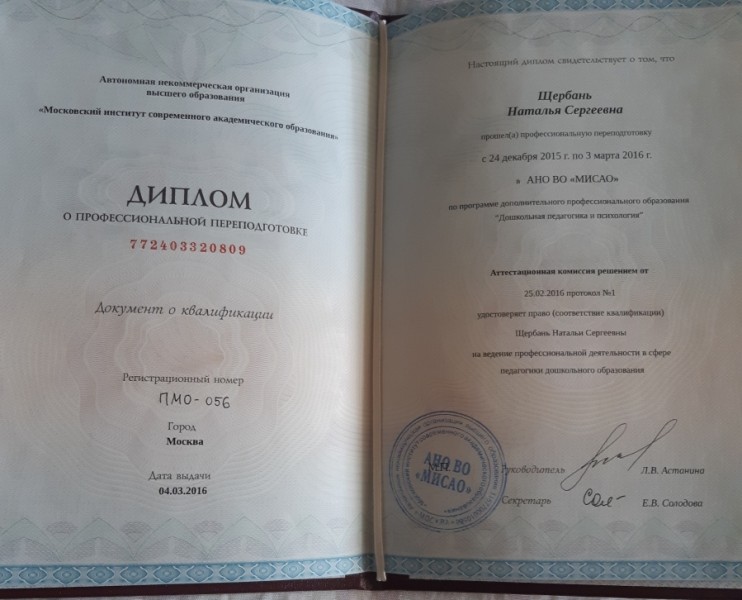 Автономная некоммерческая организация
высшего образования
«Московский институт современного академического образования»
ДИПЛОМ
О ПРОФЕССИОНАЛЬНОЙ ПЕРЕПОДГОТОВКЕ
772403320809
Документ о квалификации
Регистрационный номер
ПМО-056
Город
Москва
Дата выдачи
04.03.2016
Настоящий диплом свидетельствует о том, что
Щербань
Наталья Сергеевна
прошел(а) профессиональную переподготовку
с 24 декабря 2015 г. по 3 марта 2016 г.
в АНО ВО «МИСАО»
по программе дополнительного профессионального образования
"Дошкольная педагогика и психология"
Аттестационная комиссия решением от
25.02.2016 протокол №1
удостоверяет право (соответствие квалификации)
Щербань Натальи Сергеевны
на ведение профессиональной деятельности в сфере
педагогики дошкольного образования
АНО ВО
«МИСАО»
Руководитель Л.В. Астанина
Секретарь Е.В. Солодова